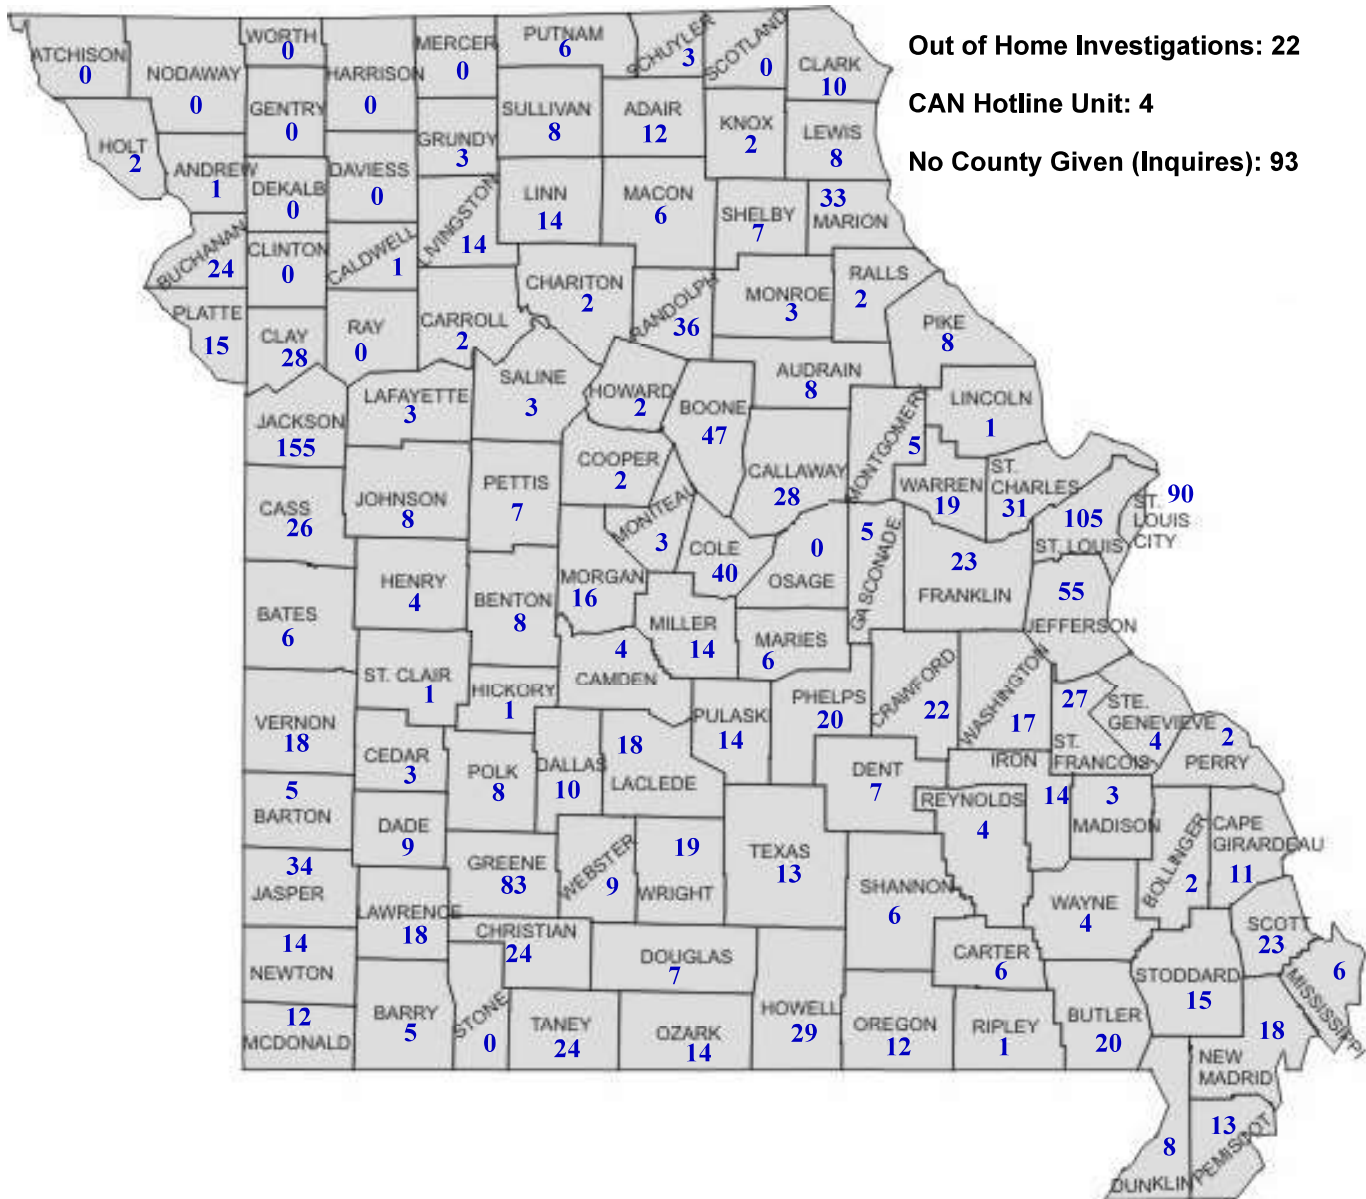 Out of Home Investigations: 22
CAN Hotline Unit: 4
No County Given (Inquires): 93
ATCHISON
0
NODAWAY
0
WORTH
0
HARRISON
0
MERCER
0
PUTNAM
6
SCHUYLER
3
SCOTLAND
0
CLARK
10
HOLT
2
ANDREW
1
GENTRY
0
DEKALB
0
DAVIESS
0
GRUNDY
3
SULLIVAN
8
ADAIR
12
KNOX
2
LEWIS
8
BUCHANAN
24
CLINTON
0
CALDWELL
1
LIVINGSTON
14
LINN
14
MACON
6
SHELBY
7
33
MARION
PLATTE
15
CLAY
28
RAY
0
CARROLL
2
CHARITON
2
RANDOLPH
36
MONROE
3
RALLS
2
PIKE
8
JACKSON
155
LAFAYETTE
3
SALINE
3
HOWARD
2
BOONE
47
AUDRAIN
8
MONTGOMERY
5
LINCOLN
1
CASS
26
JOHNSON
8
PETTIS
7
COOPER
2
MONITEAU
3
COLE
40
CALLAWAY
28
WARREN
19
ST.
CHARLES
31
105
ST. LOUIS
90
ST.
LOUIS
CITY
BATES
6
HENRY
4
BENTON
8
MORGAN
16
MILLER
14
0
OSAGE
5
GASCONADE
23
FRANKLIN
55
JEFFERSON
VERNON
18
ST. CLAIR
1
HICKORY
1
4
CAMDEN
MARIES
6
PULASKI
14
PHELPS
20
CRAWFORD
22
WASHINGTON
17
27
ST.
FRANCOIS
STE.
GENEVIEVE
4
2
PERRY
5
BARTON
CEDAR
3
POLK
8
DALLAS
10
18
LACLEDE
DENT
7
IRON
14
REYNOLDS
4
3
MADISON
BOLLINGER
2
CAPE
GIRARDEAU
11
34
JASPER
DADE
9
GREENE
83
WEBSTER
9
19
WRIGHT
TEXAS
13
SHANNON
6
WAYNE
4
SCOTT
23
14
NEWTON
LAWRENCE
18
CHRISTIAN
24
DOUGLAS
7
CARTER
6
STODDARD
15
6
MISSISSIPPI
12
MCDONALD
BARRY
5
STONE
0
TANEY
24
OZARK
14
HOWELL
29
OREGON
12
RIPLEY
1
BUTLER
20
18
NEW
MADRID
8
DUNKLIN
13
PEMISCOT